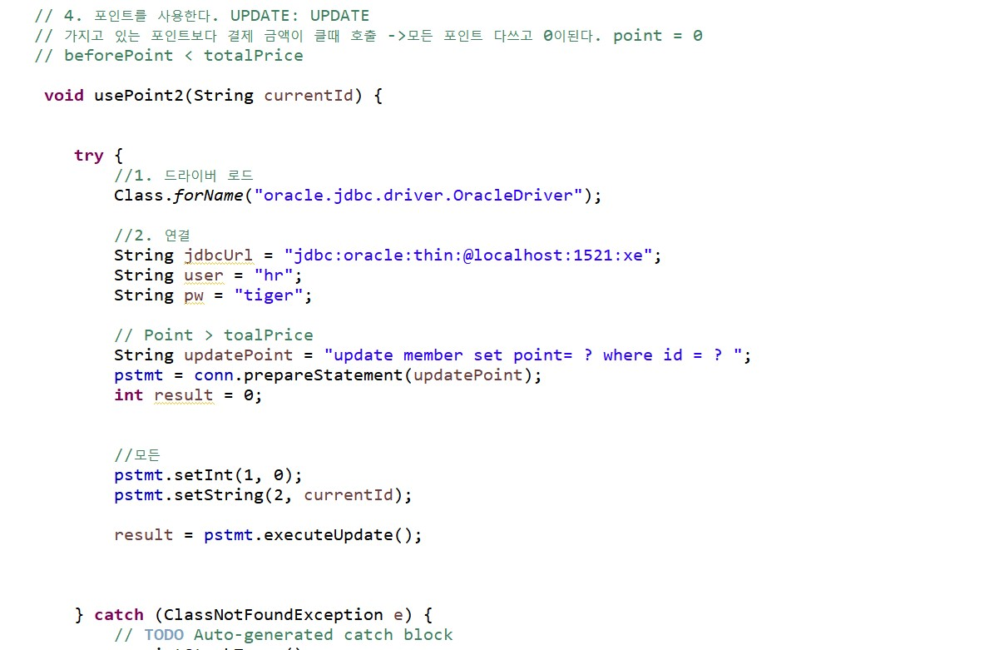 // 4. 포인트를 사용한다. UPDATE: UPDATE
// 가지고 있는 포인트보다 결제 금액이 클때 호출 ->모든 포인트 다쓰고 0이된다. point = 0
// beforePoint < totalPrice
void usePoint2(String currentId) {
try {
//1. 드라이버 로드
Class.forName("oracle.jdbc.driver.OracleDriver");
//2. 연결
String jdbcUrl = "jdbc:oracle:thin:@localhost:1521:xe";
String user = "hr";
String pw = "tiger";
// Point > toalPrice
String updatePoint = "update member set point= ? where id = ? ";
pstmt = conn.prepareStatement(updatePoint);
int result = 0;
//모든
pstmt.setInt(1, 0);
pstmt.setString(2, currentId);
result = pstmt.executeUpdate();
} catch (ClassNotFoundException e) {
// TODO Auto-generated catch block